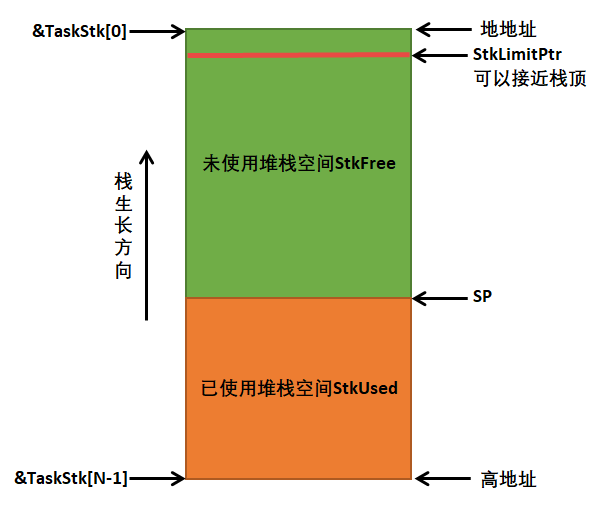 &TaskStk[0]
地地址
StkLimitPtr
可以接近栈顶
未使用堆栈空间StkFree
栈生长方向
SP
已使用堆栈空间StkUsed
&TaskStk[N-1]
高地址